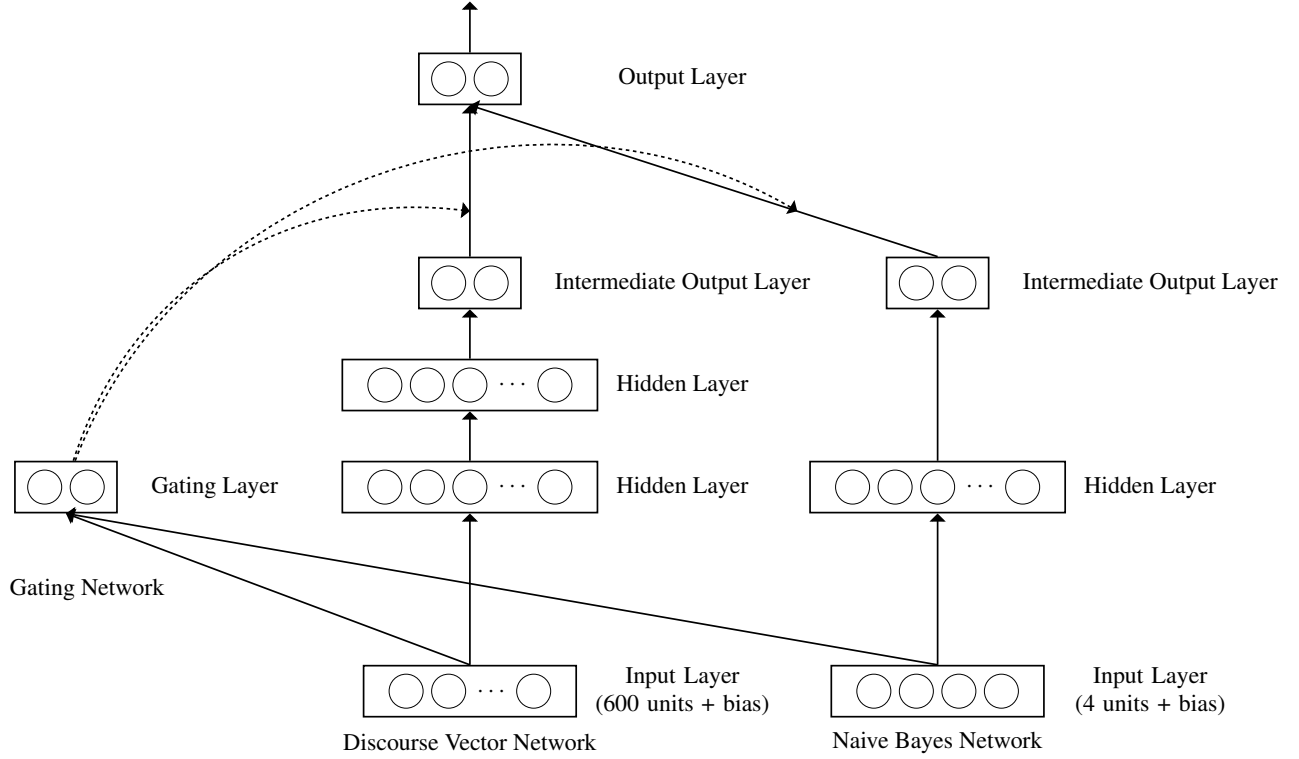 Output Layer
Intermediate Output Layer
Intermediate Output Layer
···
Hidden Layer
Gating Layer
···
Hidden Layer
···
Hidden Layer
Gating Network
···
Input Layer
(600 units + bias)
Input Layer
(4 units + bias)
Discourse Vector Network
Naive Bayes Network